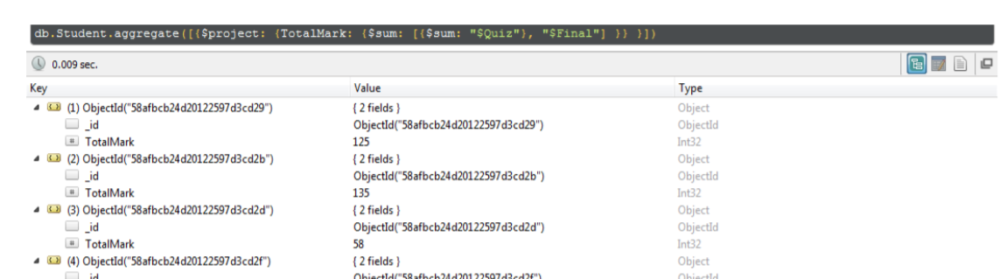 db.Student.aggregate([{$project: {TotalMark: {$sum: [{$sum: "$Quiz"}, "$Final"] }} }])
0.009 sec.
Key Value Type
(1) ObjectId("58afbcb24d20122597d3cd29") { 2 fields } Object
_id ObjectId("58afbcb24d20122597d3cd29") ObjectId
TotalMark 125 Int32
(2) ObjectId("58afbcb24d20122597d3cd2b") { 2 fields } Object
_id ObjectId("58afbcb24d20122597d3cd2b") ObjectId
TotalMark 135 Int32
(3) ObjectId("58afbcb24d20122597d3cd2d") { 2 fields } Object
_id ObjectId("58afbcb24d20122597d3cd2d") ObjectId
TotalMark 58 Int32
(4) ObjectId("58afbcb24d20122597d3cd2f") { 2 fields } Object
_id ObjectId("58afbcb24d20122597d3cd2f") ObjectId